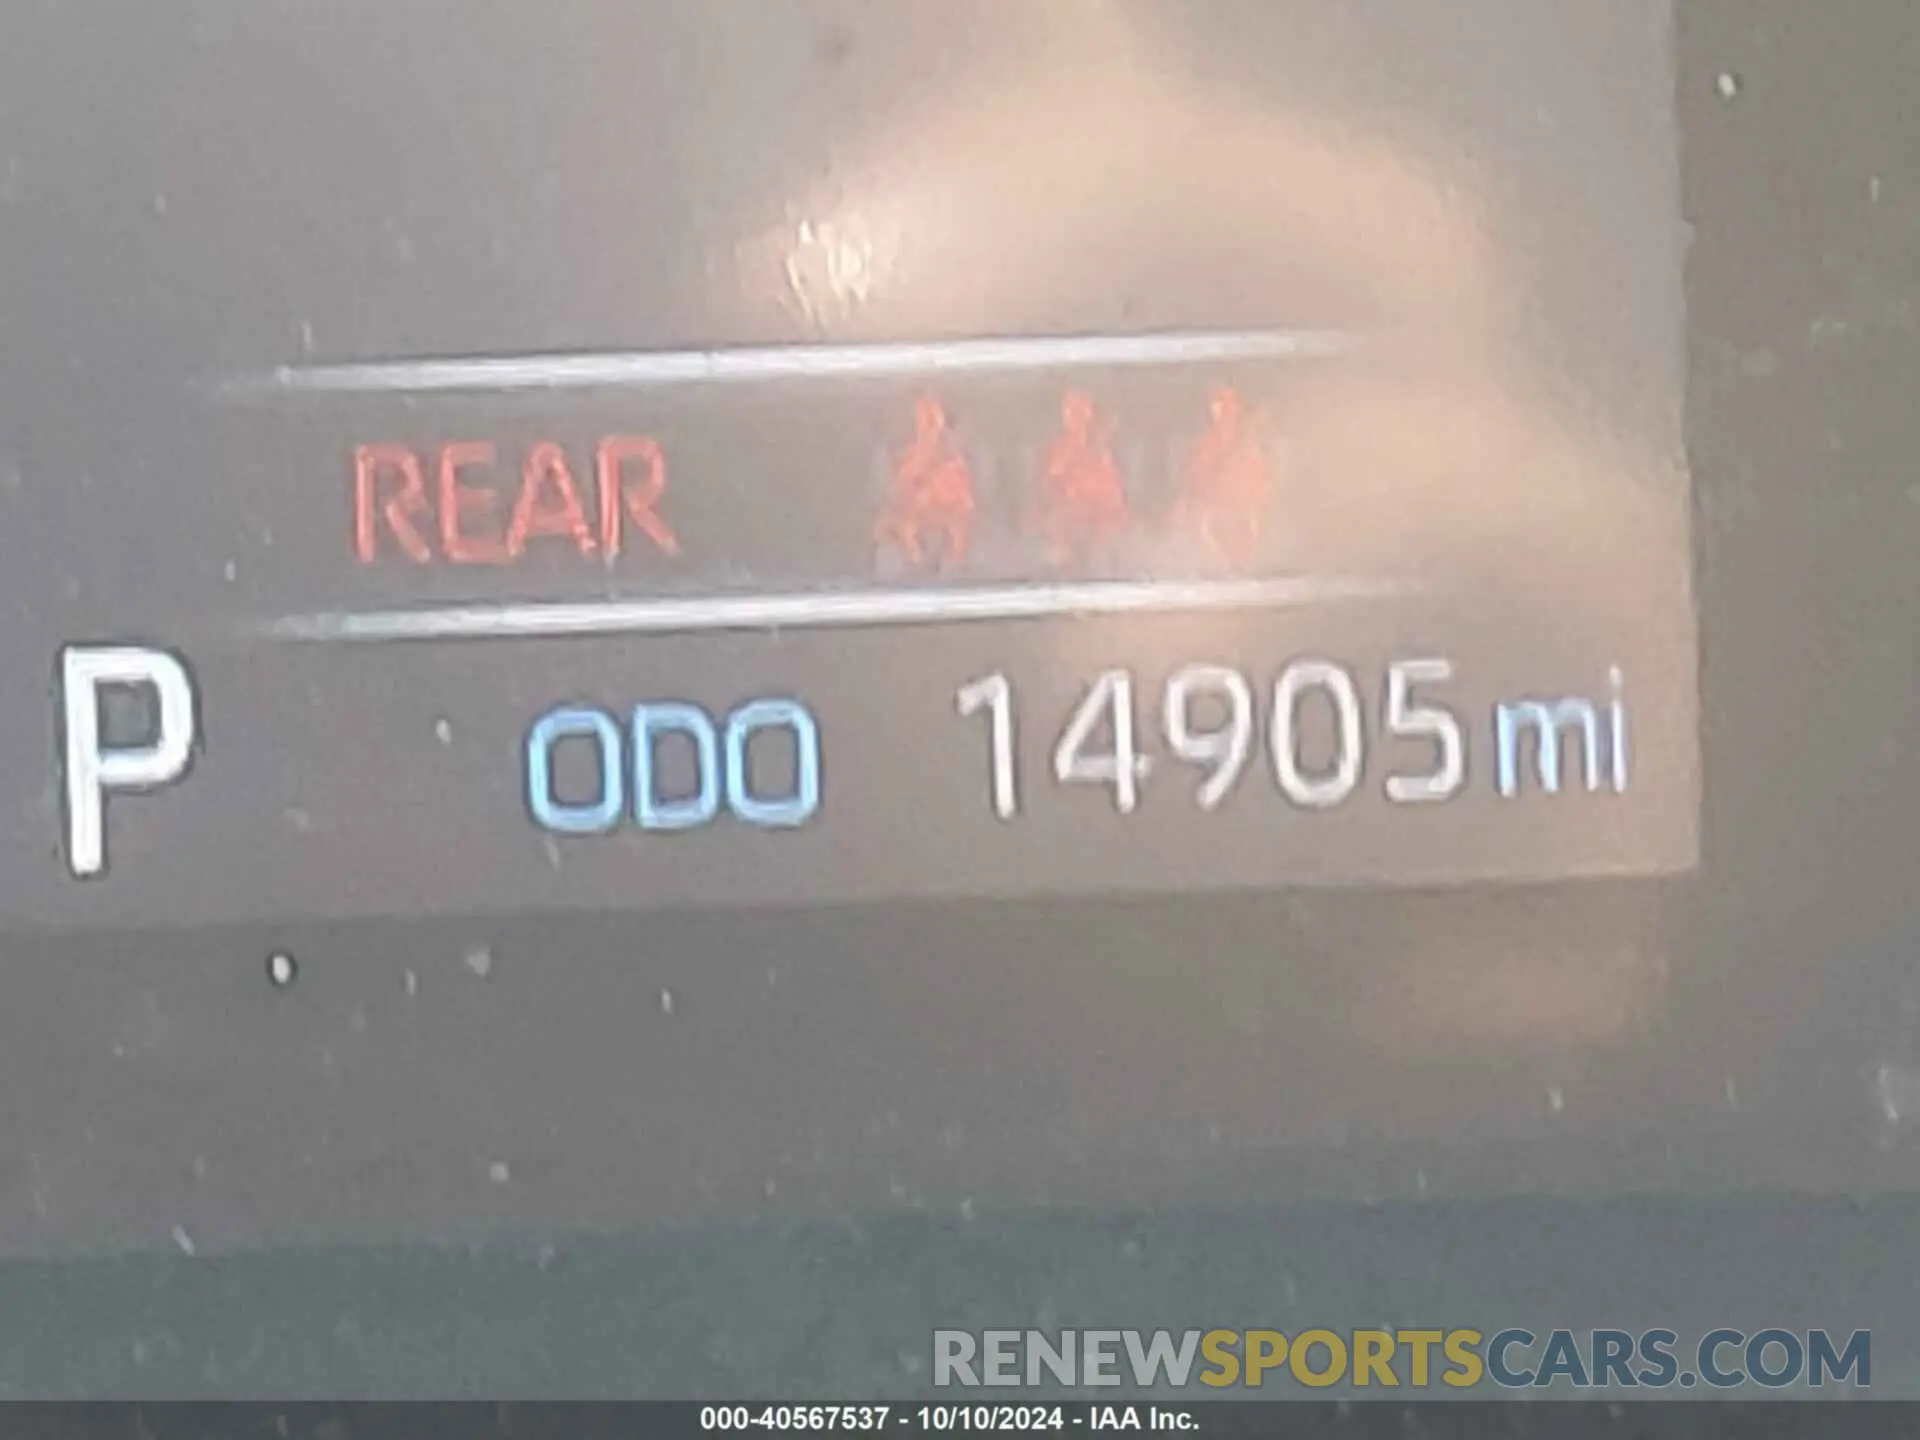 REAR
P ODO 14905 mi
RENEWSPORTSCARS.COM
000-40567537 - 10/10/2024 - IAA Inc.